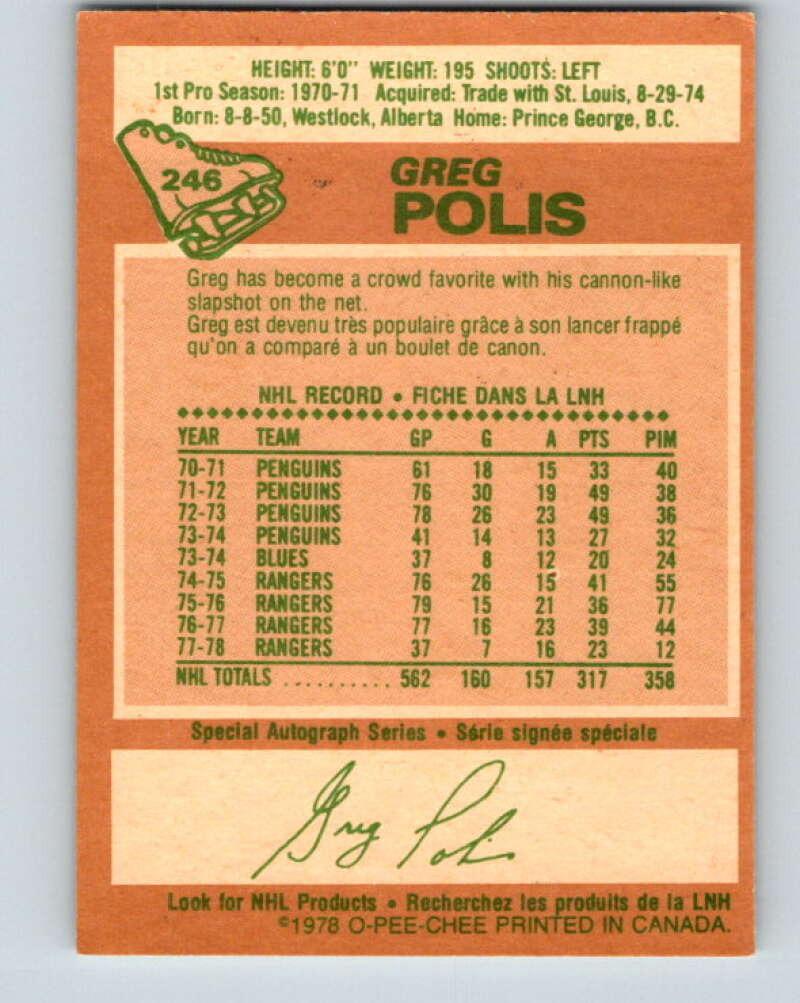 HEIGHT: 6'0" WEIGHT: 195 SHOOTS: LEFT
1st Pro Season: 1970-71 Acquired: Trade with St. Louis, 8-29-74
Born: 8-8-50, Westlock, Alberta Home: Prince George, B.C.
246
GREG
POLIS
Greg has become a crowd favorite with his cannon-like
slapshot on the net.
Greg est devenu très populaire grâce à son lancer frappé
qu'on a comparé à un boulet de canon.
NHL RECORD • FICHE DANS LA LNH
YEAR TEAM GP G A PTS PIM
70-71 PENGUINS 61 18 15 33 40
71-72 PENGUINS 76 30 19 49 38
72-73 PENGUINS 78 26 23 49 36
73-74 PENGUINS 41 14 13 27 32
73-74 BLUES 37 8 12 20 24
74-75 RANGERS 76 26 15 41 55
75-76 RANGERS 79 15 21 36 77
76-77 RANGERS 77 16 23 39 44
77-78 RANGERS 37 7 16 23 12
NHL TOTALS .......... 562 160 157 317 358
Special Autograph Series • Série signée spéciale
Greg Polis
Look for NHL Products • Recherchez les produits de la LNH
©1978 O-PEE-CHEE PRINTED IN CANADA.